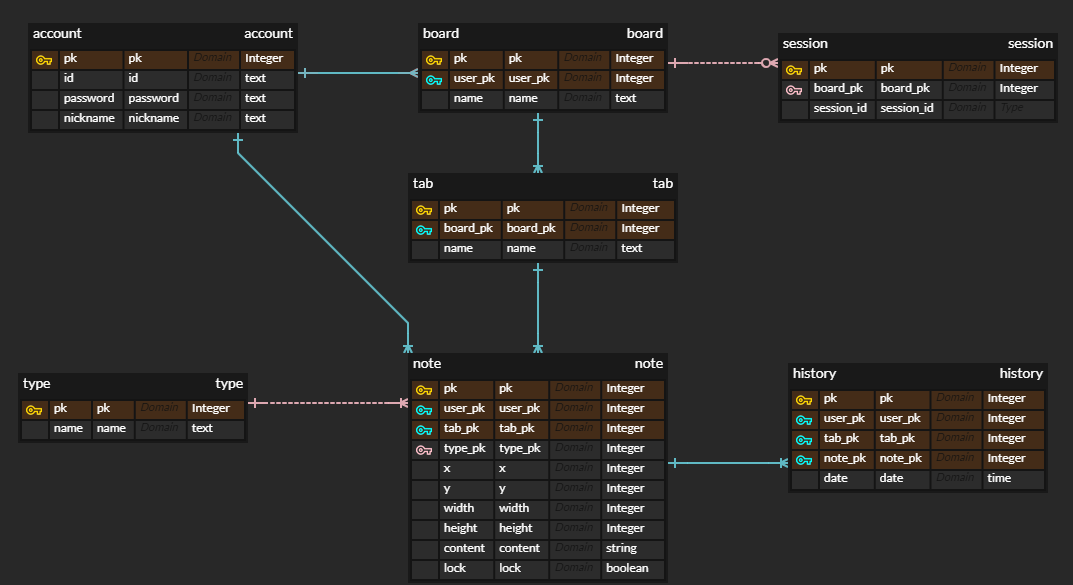 account account
pk pk Domain Integer
id id Domain text
password password Domain text
nickname nickname Domain text
board board
pk pk Domain Integer
user_pk user_pk Domain Integer
name name Domain text
session session
pk pk Domain Integer
board_pk board_pk Domain Integer
session_id session_id Domain Type
tab tab
pk pk Domain Integer
board_pk board_pk Domain Integer
name name Domain text
type type
pk pk Domain Integer
name name Domain text
note note
pk pk Domain Integer
user_pk user_pk Domain Integer
tab_pk tab_pk Domain Integer
type_pk type_pk Domain Integer
x x Domain Integer
y y Domain Integer
width width Domain Integer
height height Domain Integer
content content Domain string
lock lock Domain boolean
history history
pk pk Domain Integer
user_pk user_pk Domain Integer
tab_pk tab_pk Domain Integer
note_pk note_pk Domain Integer
date date Domain time